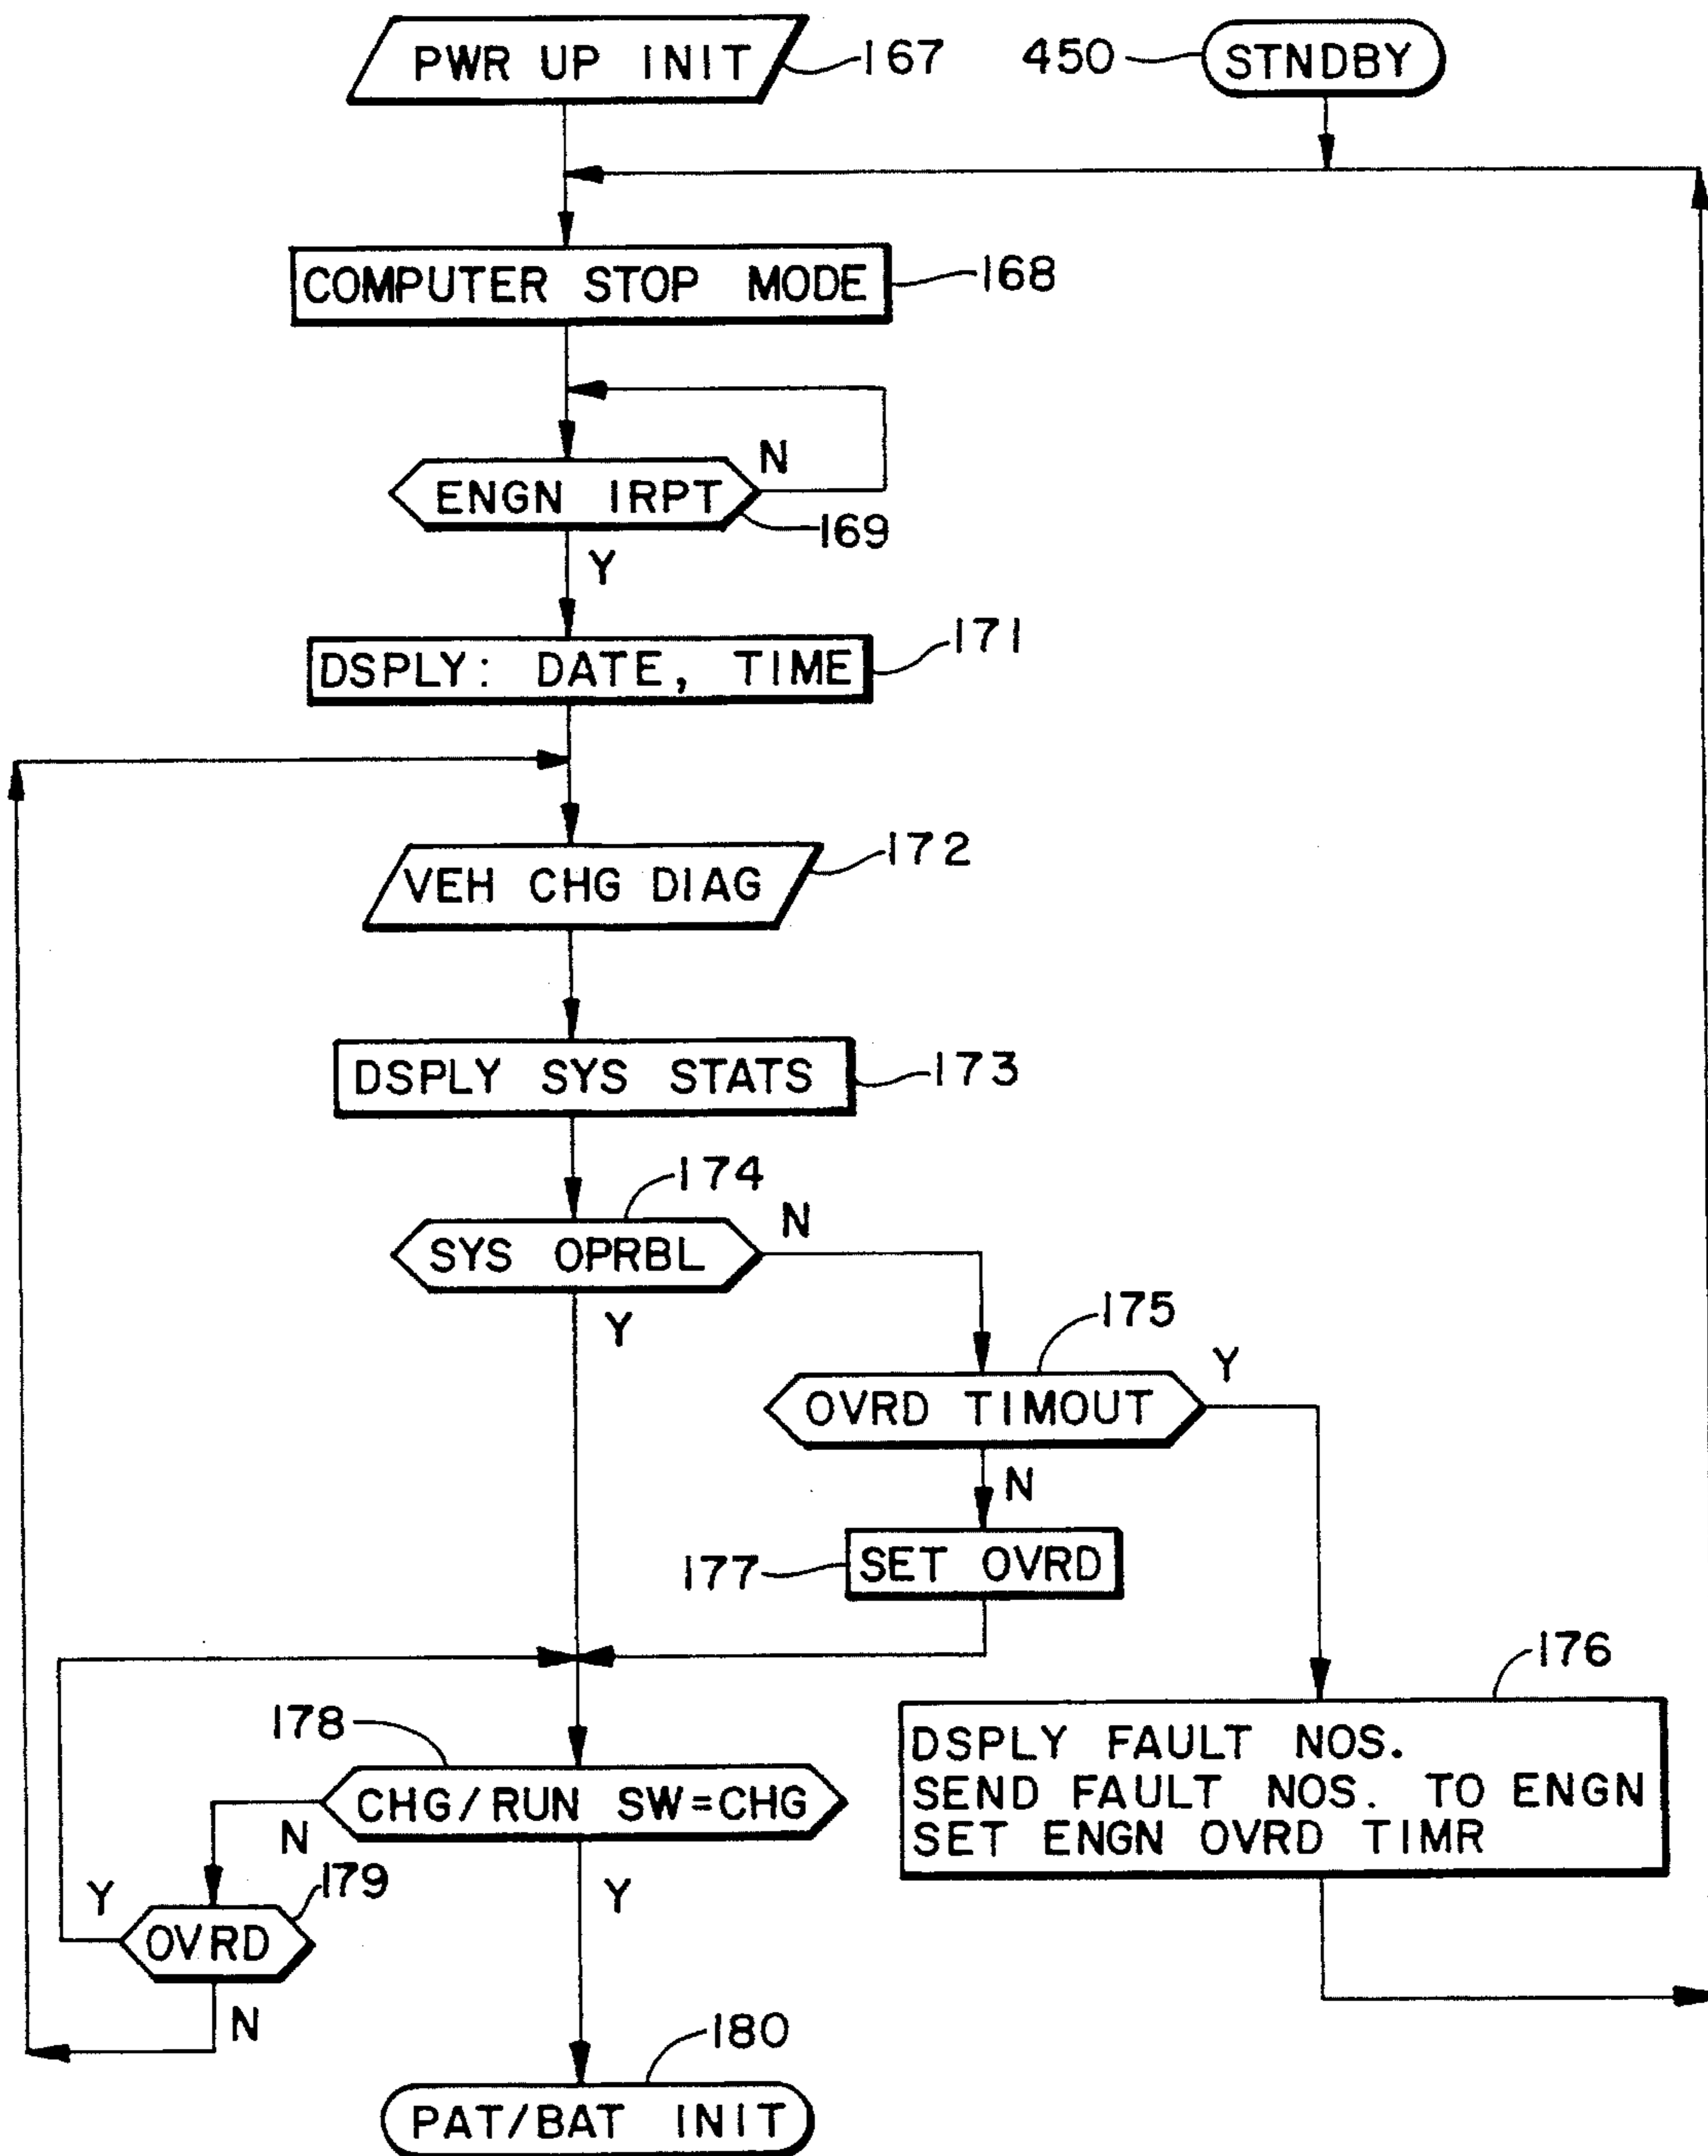 PWR UP INIT
167
450
STNDBY
COMPUTER STOP MODE
168
N
ENGN IRPT
169
Y
DSPLY: DATE, TIME
171
VEH CHG DIAG
172
DSPLY SYS STATS
173
174
N
SYS OPRBL
Y
175
Y
OVRD TIMOUT
N
177
SET OVRD
176
DSPLY FAULT NOS.
SEND FAULT NOS. TO ENGN
SET ENGN OVRD TIMR
178
CHG/RUN SW=CHG
N
Y
179
Y
OVRD
N
180
PAT/BAT INIT